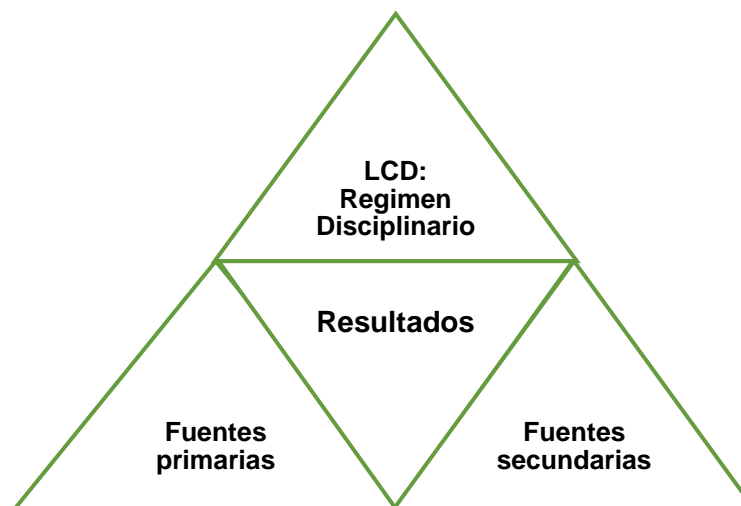 LCD:
Regimen
Disciplinario
Resultados
Fuentes
primarias
Fuentes
secundarias